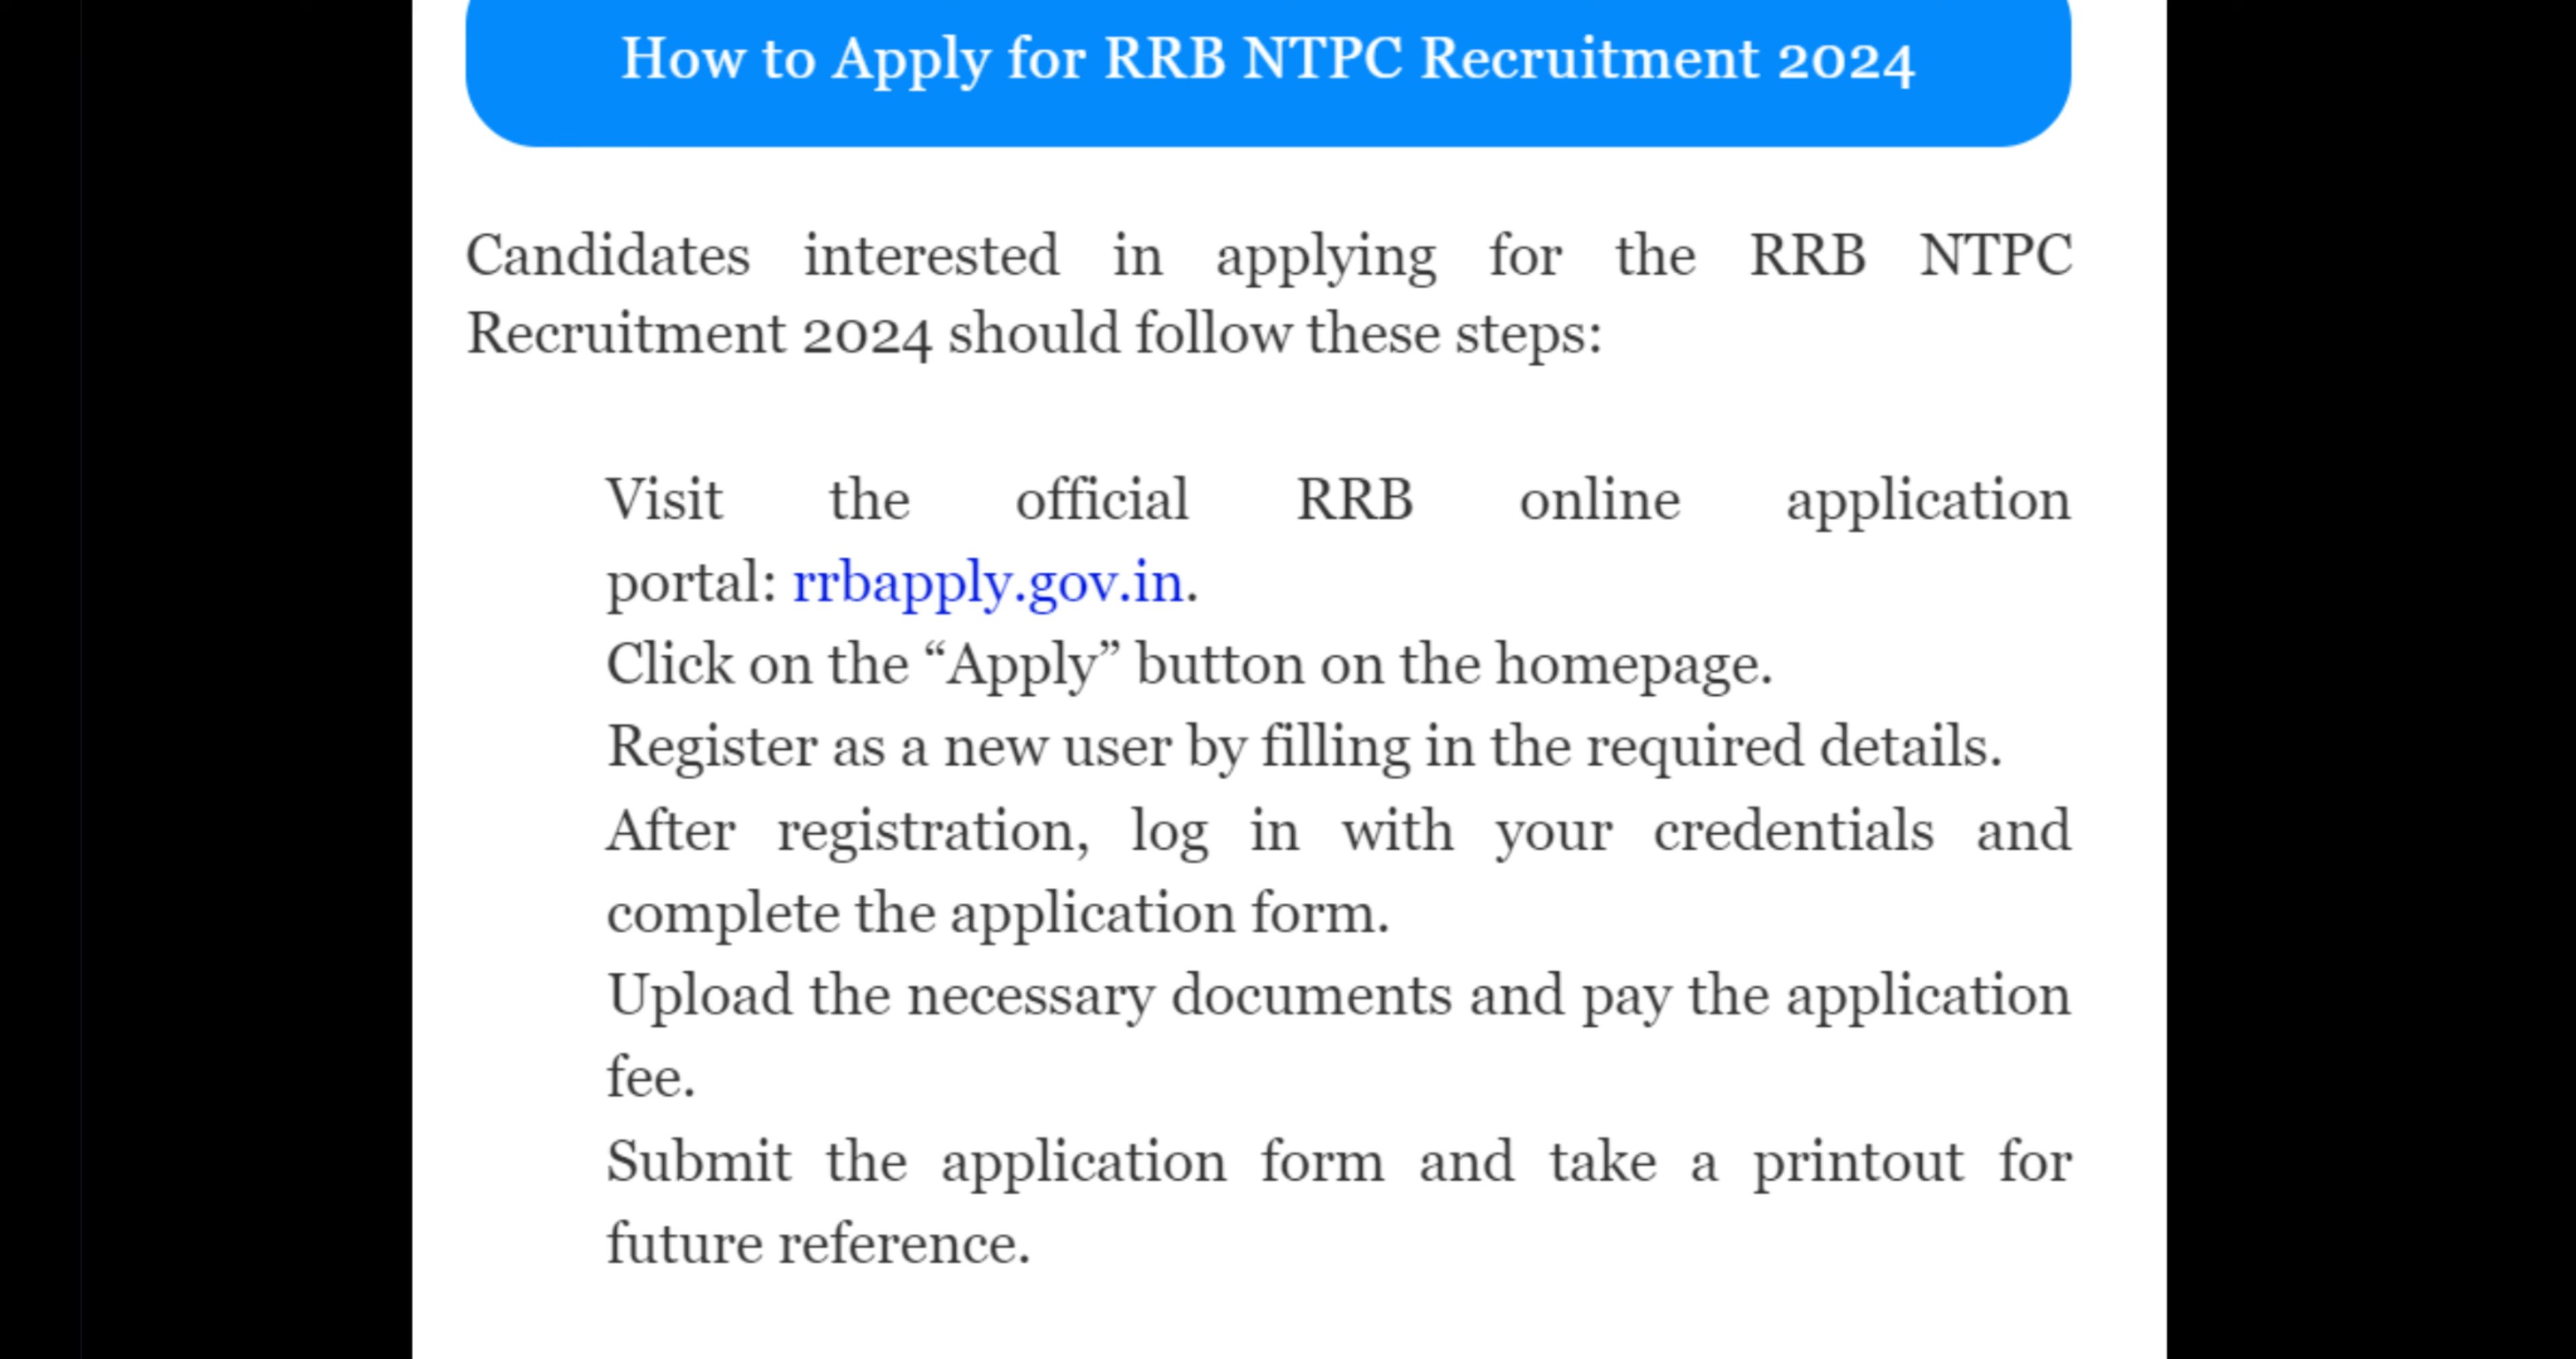 How to Apply for RRB NTPC Recruitment 2024
Candidates interested in applying for the RRB NTPC
Recruitment 2024 should follow these steps:
Visit the official RRB online application
portal: rrbapply.gov.in.
Click on the “Apply” button on the homepage.
Register as a new user by filling in the required details.
After registration, log in with your credentials and
complete the application form.
Upload the necessary documents and pay the application
fee.
Submit the application form and take a printout for
future reference.